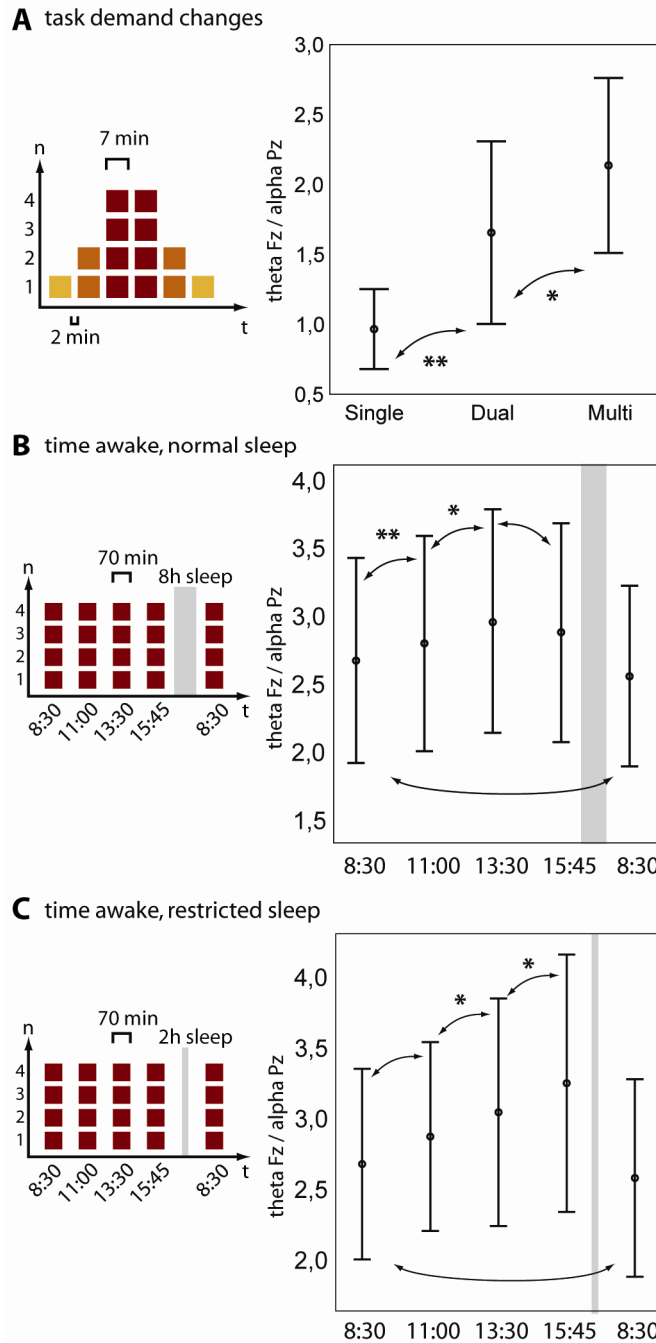 A task demand changes
n
7 min
4
3
2
1
t
2 min
theta Fz / alpha Pz
3,0
2,5
2,0
1,5
1,0
0,5
**
*
Single Dual Multi
B time awake, normal sleep
n
70 min
8h sleep
4
3
2
1
t
8:30 11:00 13:30 15:45 8:30
theta Fz / alpha Pz
4,0
3,5
3,0
2,5
2,0
1,5
**
*
8:30 11:00 13:30 15:45 8:30
C time awake, restricted sleep
n
70 min
2h sleep
4
3
2
1
t
8:30 11:00 13:30 15:45 8:30
theta Fz / alpha Pz
4,0
3,5
3,0
2,5
2,0
*
*
8:30 11:00 13:30 15:45 8:30